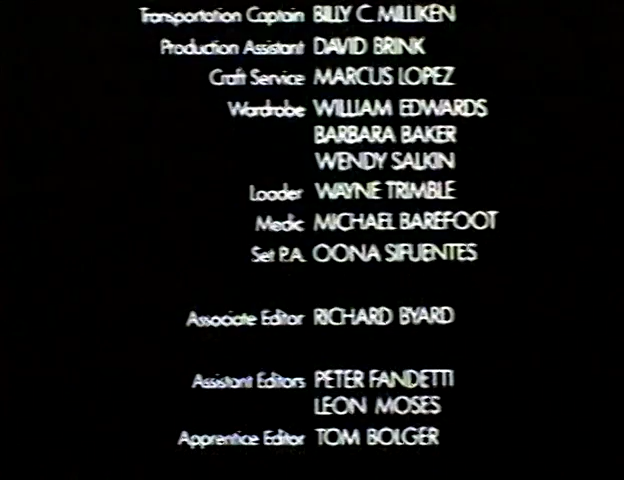 Transportation Captain BILLY C. MILLIKEN
Production Assistant DAVID BRINK
Craft Service MARCUS LOPEZ
Wardrobe WILLIAM EDWARDS
BARBARA BAKER
WENDY SALKIN
Loader WAYNE TRIMBLE
Medic MICHAEL BAREFOOT
Set P.A. OONA SIFUENTES
Associate Editor RICHARD BYARD
Assistant Editors PETER FANDETTI
LEON MOSES
Apprentice Editor TOM BOLGER